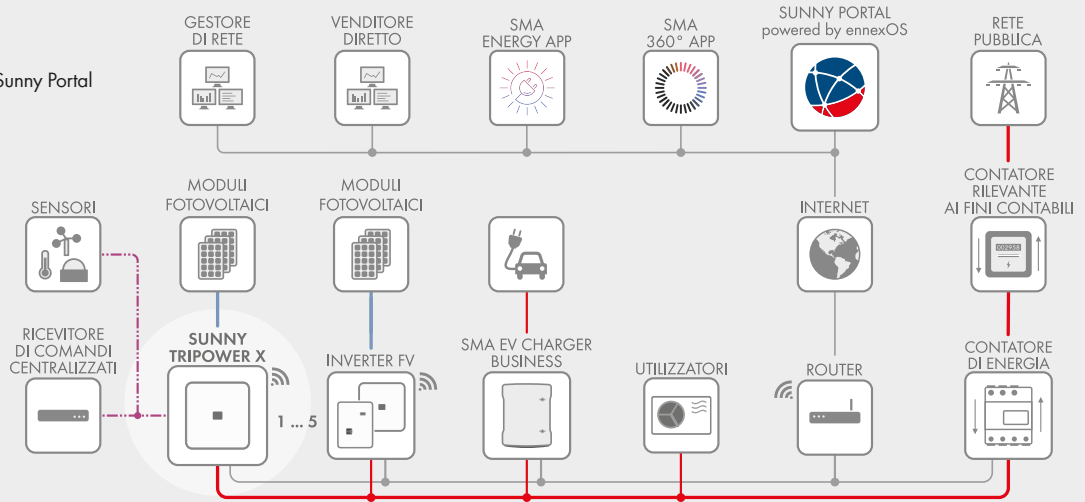 GESTORE
DI RETE
VENDITORE
DIRETTO
SMA
ENERGY APP
SMA
360° APP
SUNNY PORTAL
powered by ennexOS
RETE
PUBBLICA
Sunny Portal
SENSORI
MODULI
FOTOVOLTAICI
MODULI
FOTOVOLTAICI
INTERNET
CONTATORE
RILEVANTE
AI FINI CONTABILI
002956
RICEVITORE
DI COMANDI
CENTRALIZZATI
SUNNY
TRIPOWER X
1 ... 5
INVERTER FV
SMA EV CHARGER
BUSINESS
UTILIZZATORI
ROUTER
CONTATORE
DI ENERGIA